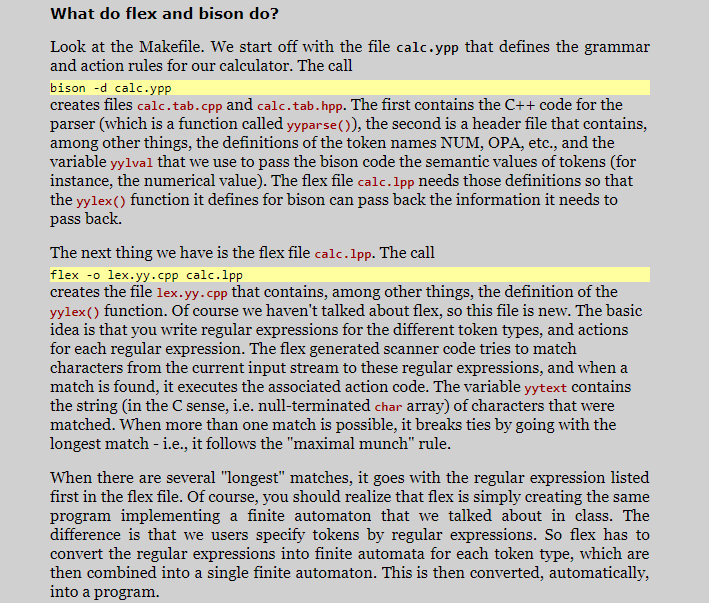 What do flex and bison do?
Look at the Makefile. We start off with the file calc.ypp that defines the grammar
and action rules for our calculator. The call
bison -d calc.ypp
creates files calc.tab.cpp and calc.tab.hpp. The first contains the C++ code for the
parser (which is a function called yyparse()), the second is a header file that contains,
among other things, the definitions of the token names NUM, OPA, etc., and the
variable yylval that we use to pass the bison code the semantic values of tokens (for
instance, the numerical value). The flex file calc.lpp needs those definitions so that
the yylex() function it defines for bison can pass back the information it needs to
pass back.
The next thing we have is the flex file calc.lpp. The call
flex -o lex.yy.cpp calc.lpp
creates the file lex.yy.cpp that contains, among other things, the definition of the
yylex() function. Of course we haven't talked about flex, so this file is new. The basic
idea is that you write regular expressions for the different token types, and actions
for each regular expression. The flex generated scanner code tries to match
characters from the current input stream to these regular expressions, and when a
match is found, it executes the associated action code. The variable yytext contains
the string (in the C sense, i.e. null-terminated char array) of characters that were
matched. When more than one match is possible, it breaks ties by going with the
longest match - i.e., it follows the "maximal munch" rule.
When there are several "longest" matches, it goes with the regular expression listed
first in the flex file. Of course, you should realize that flex is simply creating the same
program implementing a finite automaton that we talked about in class. The
difference is that we users specify tokens by regular expressions. So flex has to
convert the regular expressions into finite automata for each token type, which are
then combined into a single finite automaton. This is then converted, automatically,
into a program.